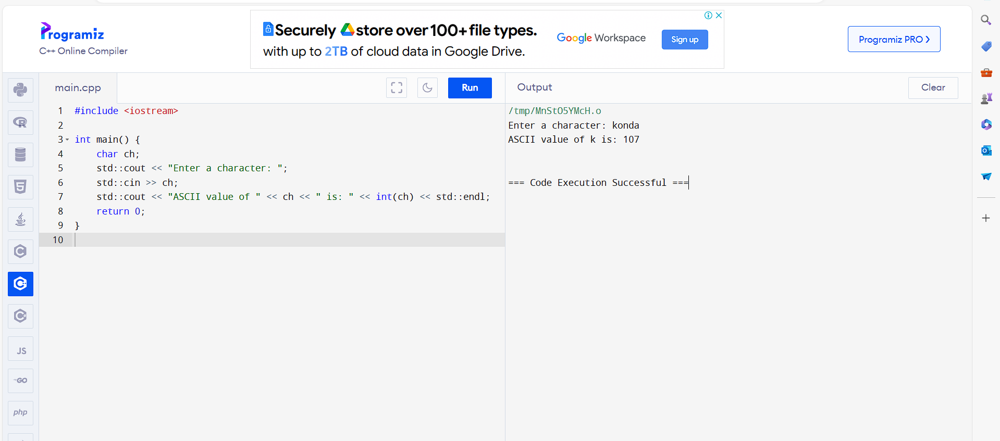 Programiz
C++ Online Compiler
Securely store over 100+ file types.
with up to 2TB of cloud data in Google Drive.
Google Workspace
Sign up
Programiz PRO >
main.cpp
Run
Output
Clear
1 #include <iostream>
2
3 int main() {
4 char ch;
5 std::cout << "Enter a character: ";
6 std::cin >> ch;
7 std::cout << "ASCII value of " << ch << " is: " << int(ch) << std::endl;
8 return 0;
9 }
10
/tmp/MnStO5YMcH.o
Enter a character: konda
ASCII value of k is: 107
=== Code Execution Successful ===
R
5
C
C++
C#
JS
GO
php